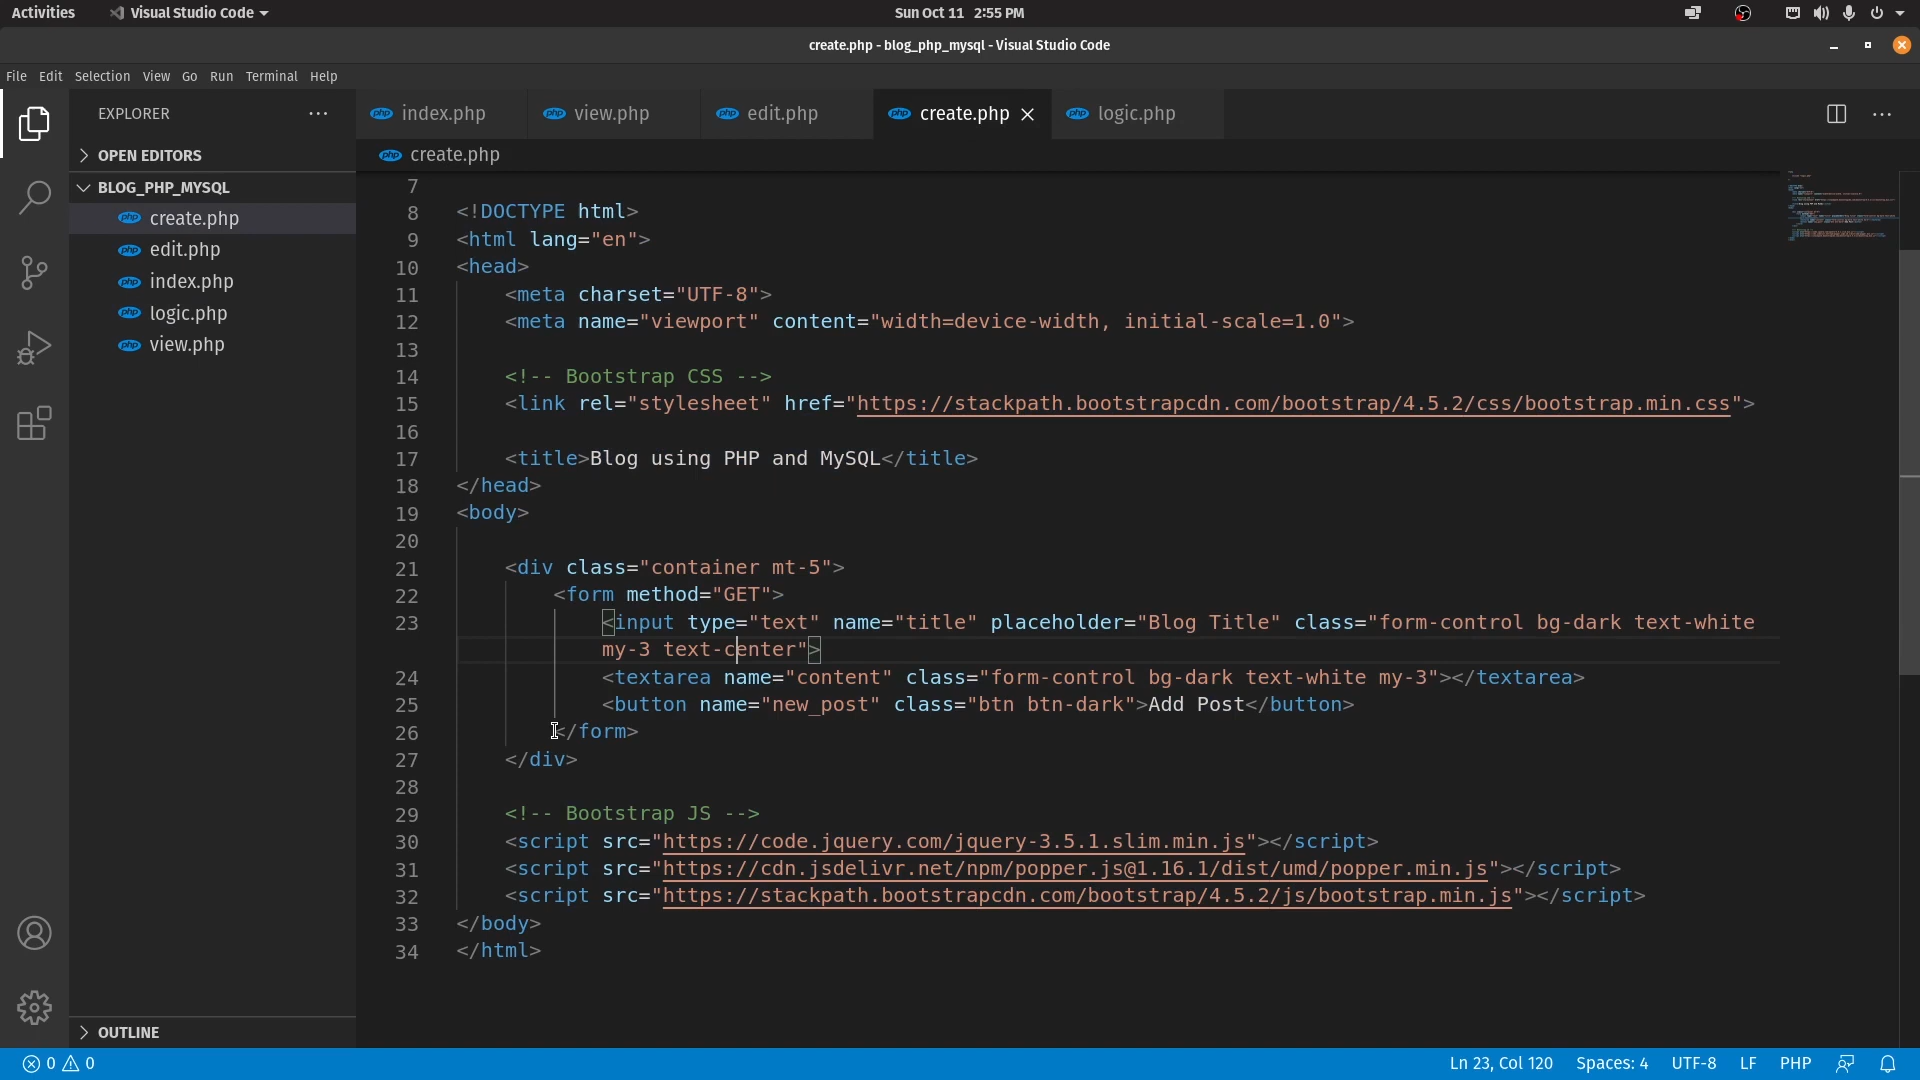 Activities Visual Studio Code Sun Oct 11 2:55 PM
create.php - blog_php_mysql - Visual Studio Code
File Edit Selection View Go Run Terminal Help
EXPLORER ···
OPEN EDITORS
BLOG_PHP_MYSQL
php create.php
php edit.php
php index.php
php logic.php
php view.php
OUTLINE
php index.php php view.php php edit.php php create.php php logic.php
php create.php
7
8 <!DOCTYPE html>
9 <html lang="en">
10 <head>
11 <meta charset="UTF-8">
12 <meta name="viewport" content="width=device-width, initial-scale=1.0">
13
14 <!-- Bootstrap CSS -->
15 <link rel="stylesheet" href="https://stackpath.bootstrapcdn.com/bootstrap/4.5.2/css/bootstrap.min.css">
16
17 <title>Blog using PHP and MySQL</title>
18 </head>
19 <body>
20
21 <div class="container mt-5">
22 <form method="GET">
23 <input type="text" name="title" placeholder="Blog Title" class="form-control bg-dark text-white
my-3 text-center">
24 <textarea name="content" class="form-control bg-dark text-white my-3"></textarea>
25 <button name="new_post" class="btn btn-dark">Add Post</button>
26 </form>
27 </div>
28
29 <!-- Bootstrap JS -->
30 <script src="https://code.jquery.com/jquery-3.5.1.slim.min.js"></script>
31 <script src="https://cdn.jsdelivr.net/npm/popper.js@1.16.1/dist/umd/popper.min.js"></script>
32 <script src="https://stackpath.bootstrapcdn.com/bootstrap/4.5.2/js/bootstrap.min.js"></script>
33 </body>
34 </html>
0 0 Ln 23, Col 120 Spaces: 4 UTF-8 LF PHP